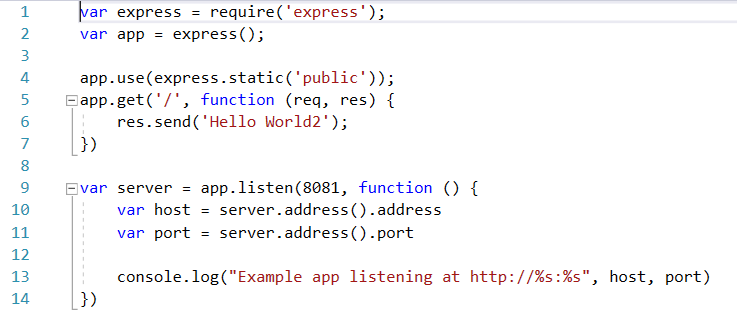 1 var express = require('express');
2 var app = express();
3
4 app.use(express.static('public'));
5 app.get('/', function (req, res) {
6     res.send('Hello World2');
7 })
8
9 var server = app.listen(8081, function () {
10     var host = server.address().address
11     var port = server.address().port
12
13     console.log("Example app listening at http://%s:%s", host, port)
14 })